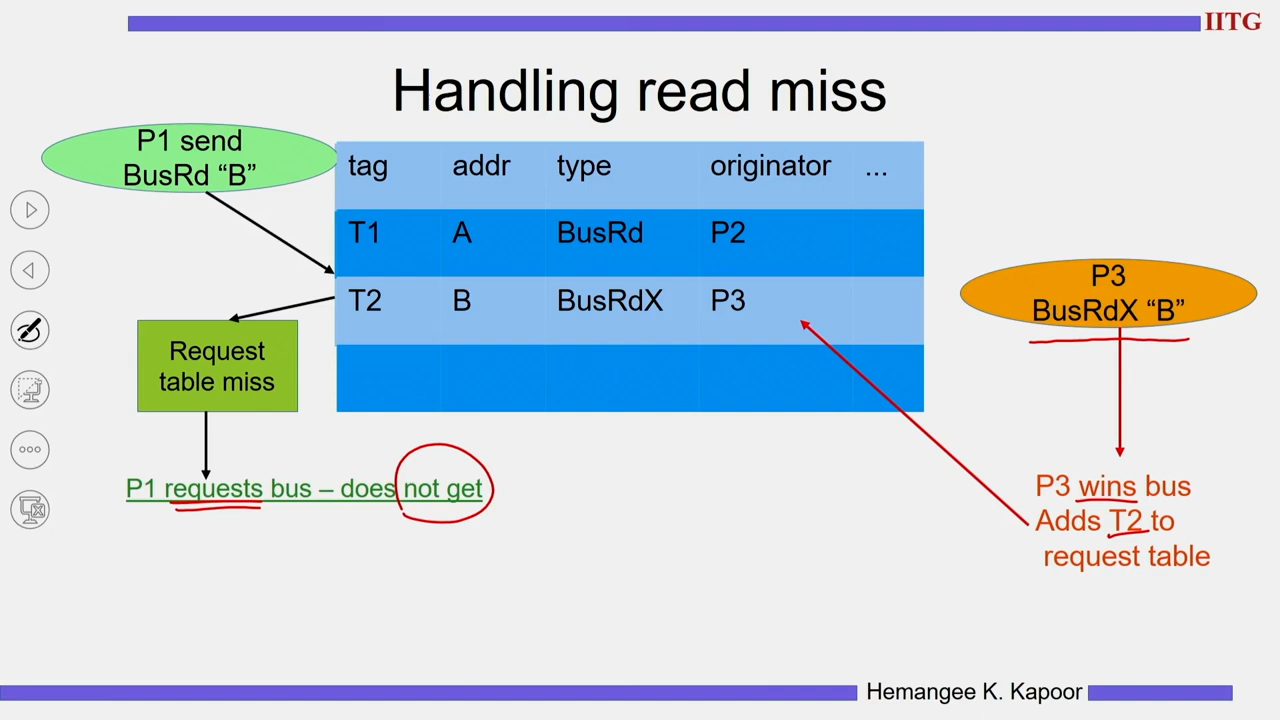 IITG
Handling read miss
P1 send
BusRd “B”
tag addr type originator ...
T1 A BusRd P2
T2 B BusRdX P3
P3
BusRdX “B”
Request
table miss
P1 requests bus – does not get
P3 wins bus
Adds T2 to
request table
Hemangee K. Kapoor